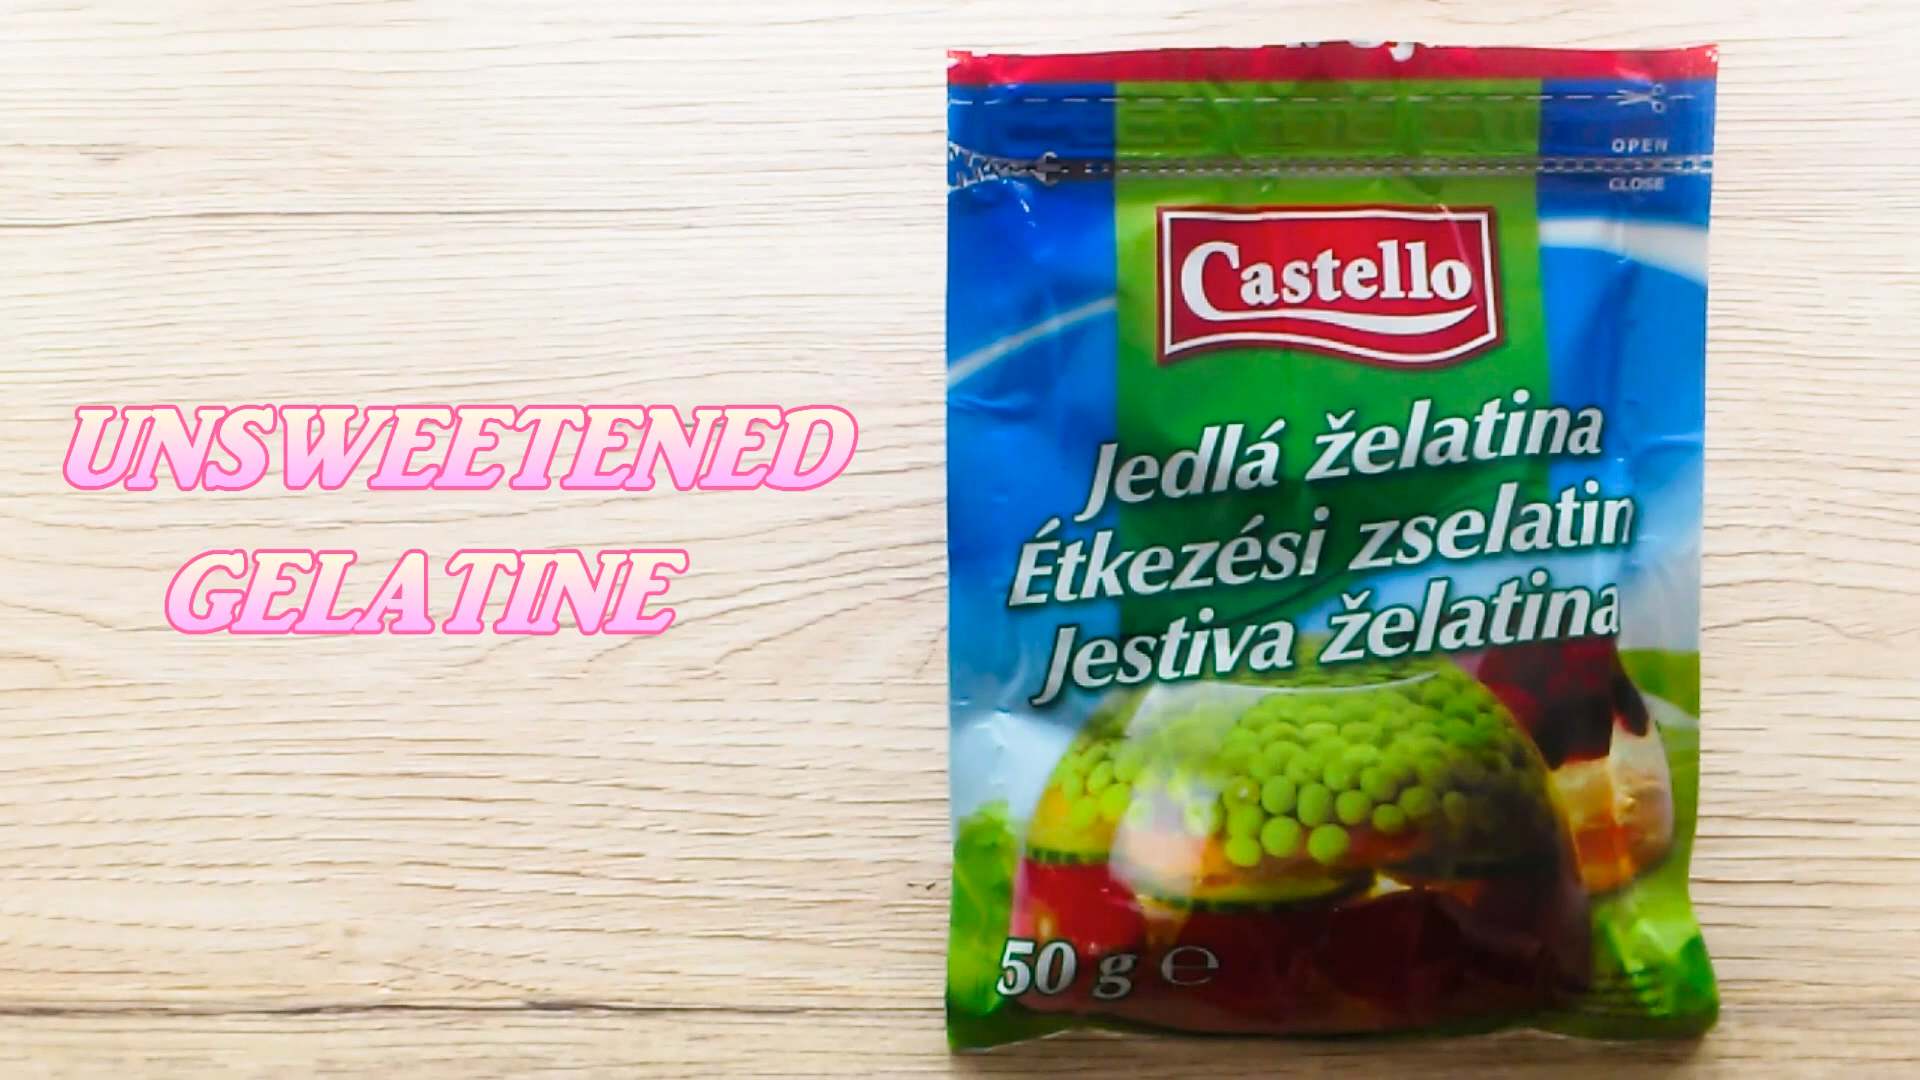 UNSWEETENED
GELATINE
OPEN
CLOSE
Castello
Jedlá želatina
Étkezési zselatin
Jestiva želatina
50 g ℮